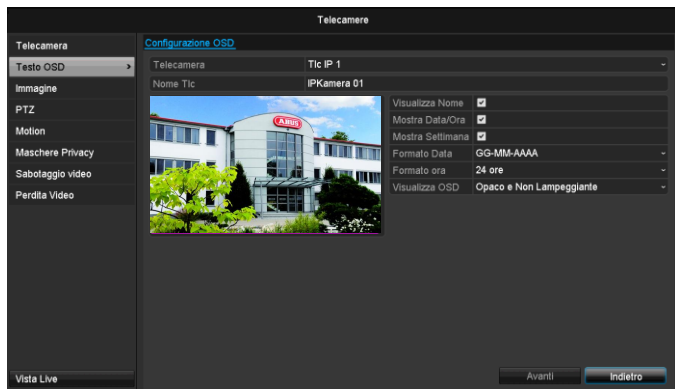 Telecamere
Telecamera
Testo OSD >
Immagine
PTZ
Motion
Maschere Privacy
Sabotaggio video
Perdita Video
Vista Live
Configurazione OSD
Telecamera Tlc IP 1
Nome Tlc IPKamera 01
ABUS
Visualizza Nome
Mostra Data/Ora
Mostra Settimana
Formato Data GG-MM-AAAA
Formato ora 24 ore
Visualizza OSD Opaco e Non Lampeggiante
Avanti Indietro